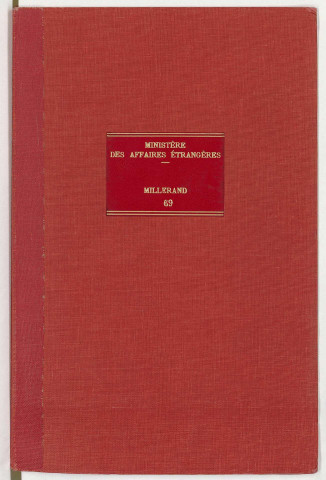 MINISTÈRE
DES AFFAIRES ÉTRANGÈRES
MILLERAND
69